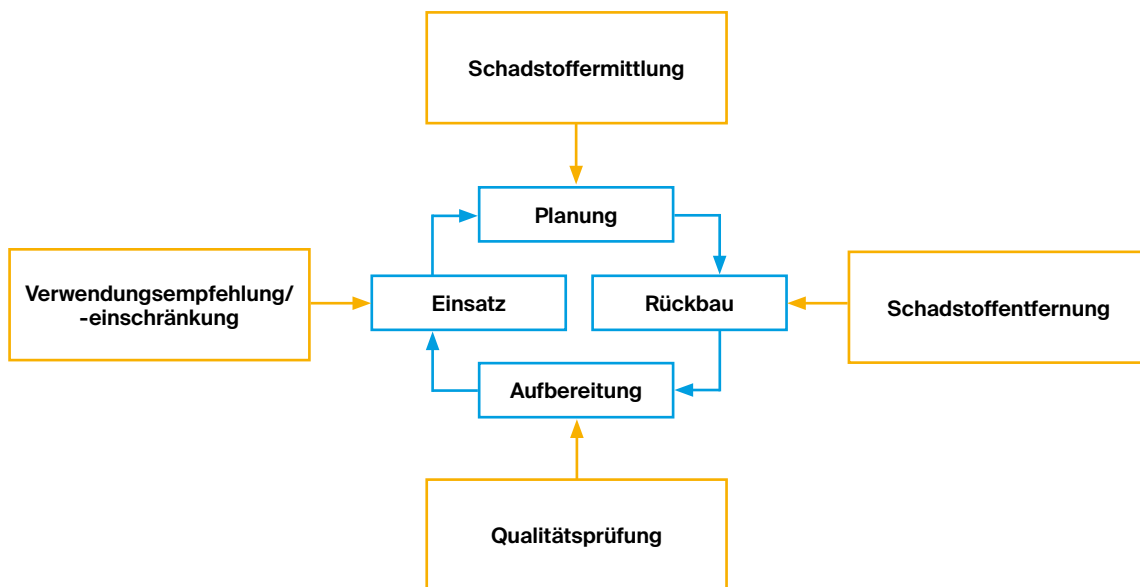 Schadstoffermittlung
Planung
Verwendungsempfehlung/
-einschränkung
Einsatz
Rückbau
Schadstoffentfernung
Aufbereitung
Qualitätsprüfung